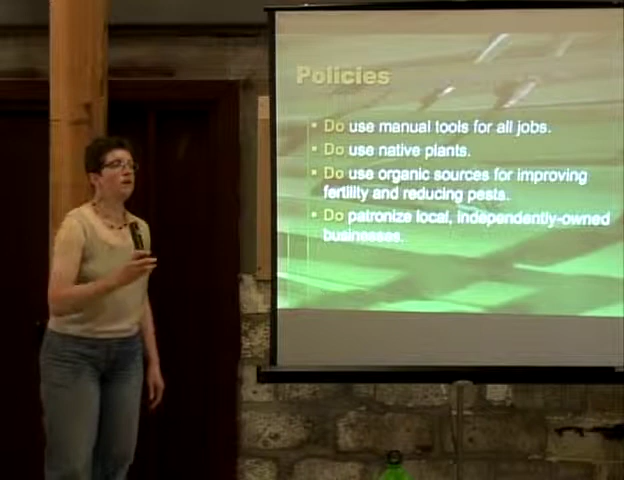 Policies
▪ Do use manual tools for all jobs.
▪ Do use native plants.
▪ Do use organic sources for improving
fertility and reducing pests.
▪ Do patronize local, independently-owned
businesses.